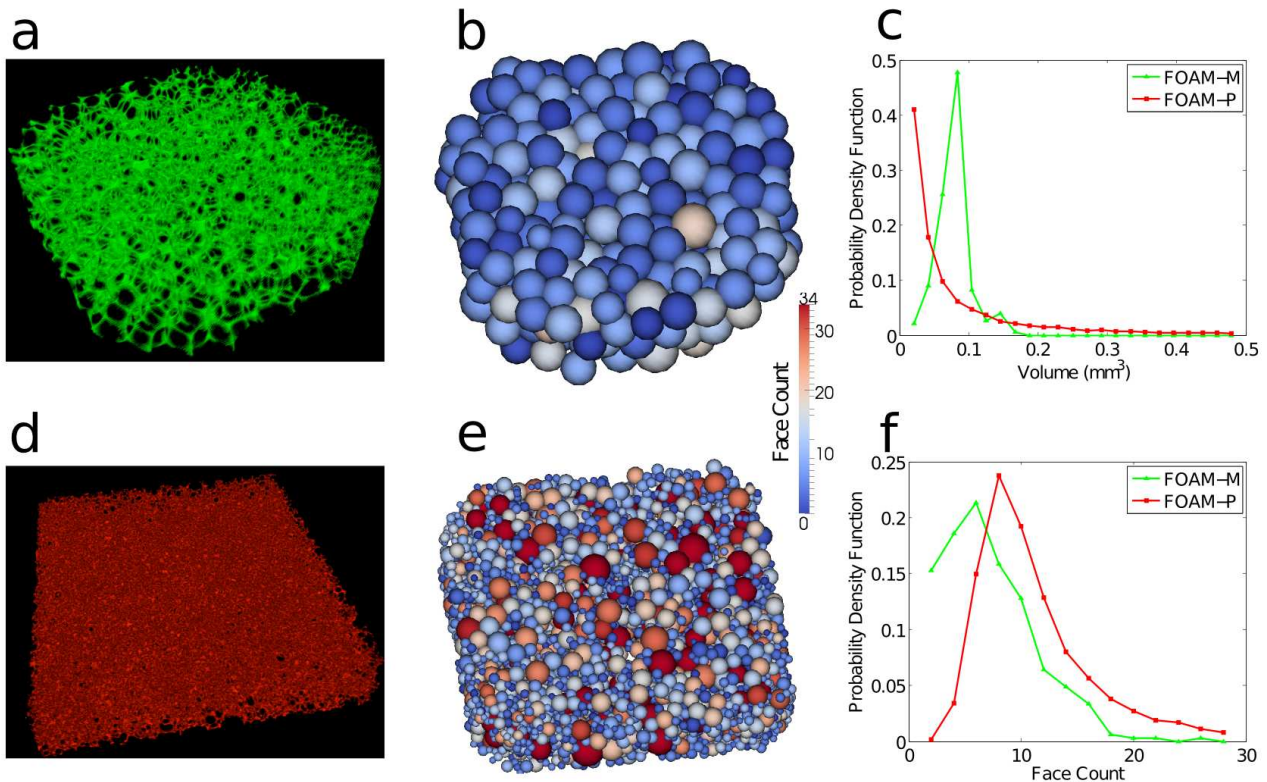 a
b
c
0.5
0.4
0.3
0.2
0.1
0
0
0.1
0.2
0.3
0.4
0.5
Probability Density Function
Volume (mm³)
FOAM−M
FOAM−P
34
30
20
10
0
Face Count
d
e
f
0.25
0.2
0.15
0.1
0.05
0
0
10
20
30
Probability Density Function
Face Count
FOAM−M
FOAM−P